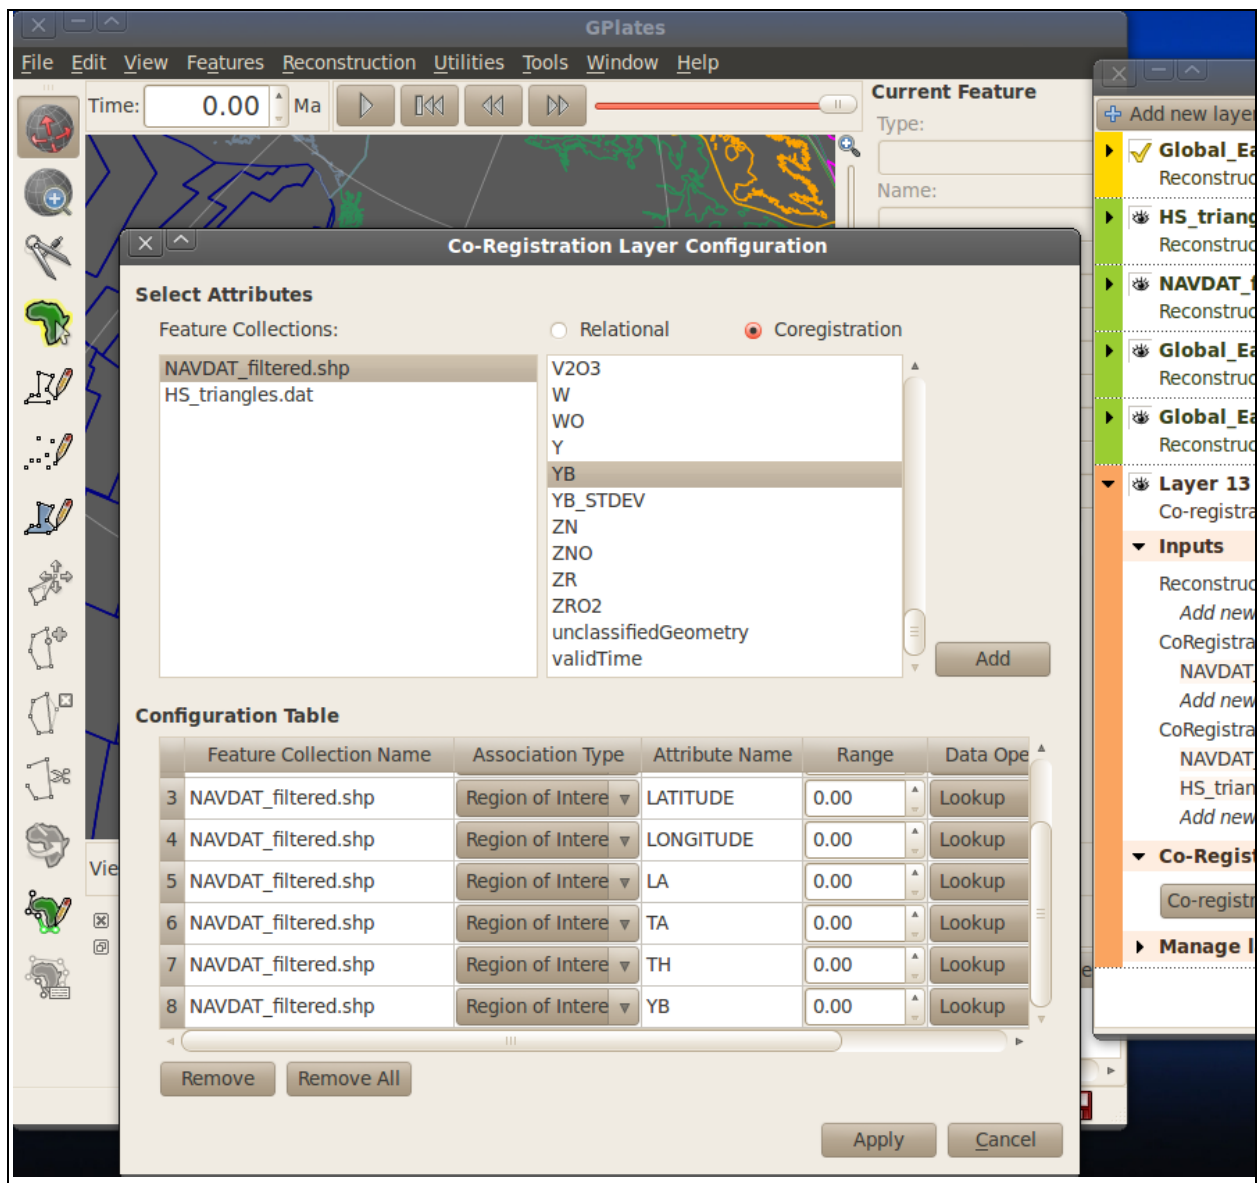 GPlates
File Edit View Features Reconstruction Utilities Tools Window Help
Time: 0.00 Ma
Current Feature
Type:
Name:
Add new layer
Global_Ea
Reconstruc
HS_triang
Reconstruc
NAVDAT_f
Reconstruc
Global_Ea
Reconstruc
Global_Ea
Reconstruc
Layer 13
Co-registra
Inputs
Reconstruc
Add new
CoRegistra
NAVDAT_
Add new
CoRegistra
NAVDAT_
HS_trian
Add new
Co-Regist
Co-registr
Manage l
Vie
Co-Registration Layer Configuration
Select Attributes
Feature Collections:
Relational Coregistration
NAVDAT_filtered.shp
HS_triangles.dat
V2O3
W
WO
Y
YB
YB_STDEV
ZN
ZNO
ZR
ZRO2
unclassifiedGeometry
validTime
Add
Configuration Table
Feature Collection Name Association Type Attribute Name Range Data Ope
3 NAVDAT_filtered.shp Region of Intere LATITUDE 0.00 Lookup
4 NAVDAT_filtered.shp Region of Intere LONGITUDE 0.00 Lookup
5 NAVDAT_filtered.shp Region of Intere LA 0.00 Lookup
6 NAVDAT_filtered.shp Region of Intere TA 0.00 Lookup
7 NAVDAT_filtered.shp Region of Intere TH 0.00 Lookup
8 NAVDAT_filtered.shp Region of Intere YB 0.00 Lookup
Remove Remove All
Apply Cancel